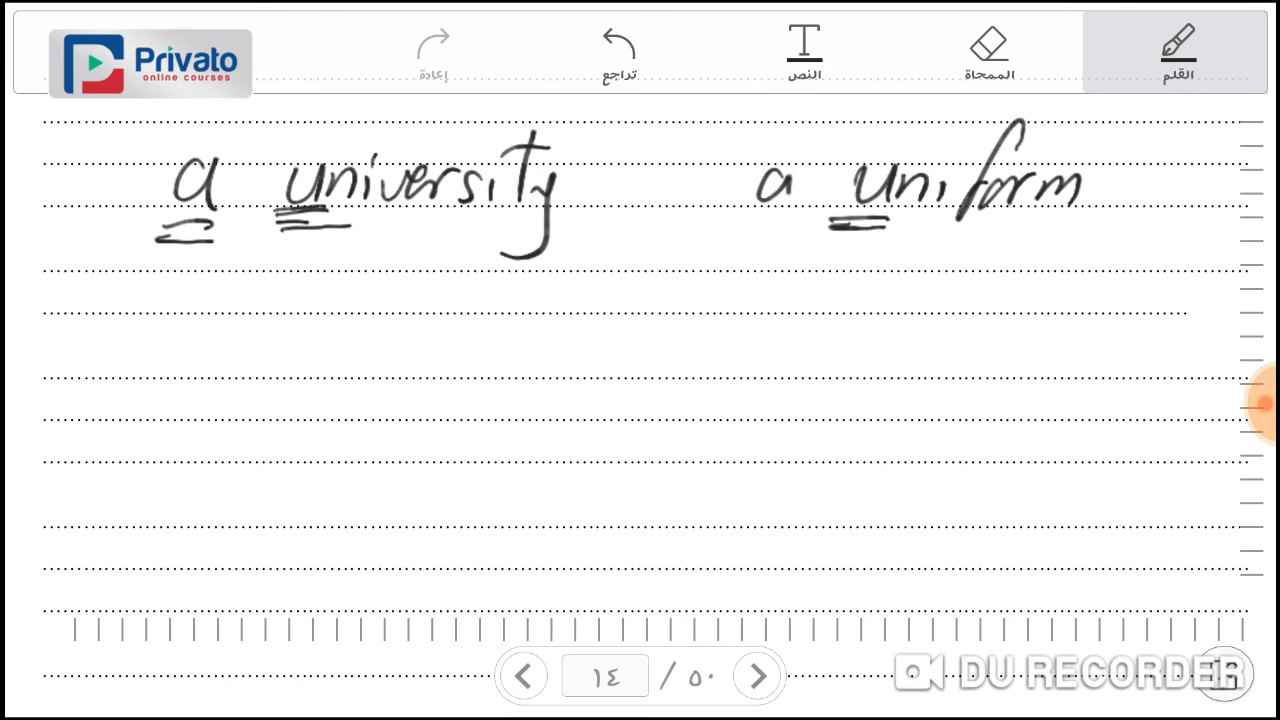 Privato
online courses
إعادة
تراجع
النص
الممحاة
القلم
a university a uniform
١٤ / ٥٠
DU RECORDER